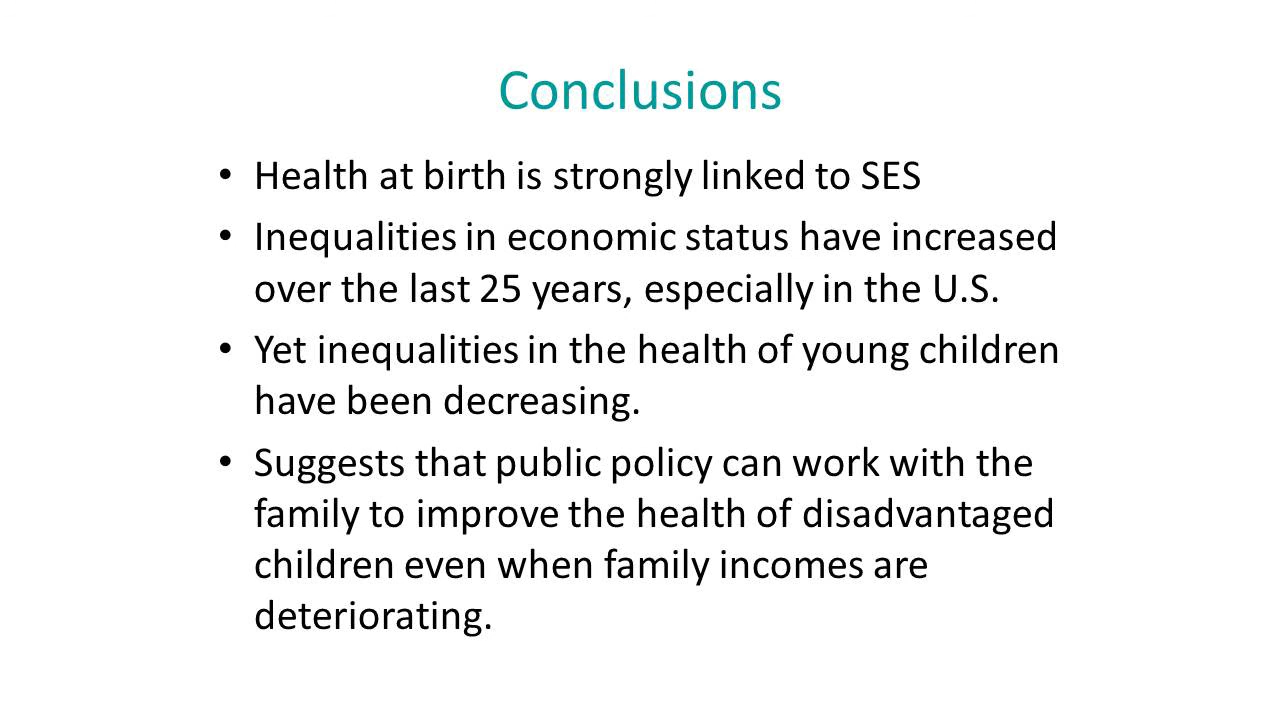 Conclusions
• Health at birth is strongly linked to SES
• Inequalities in economic status have increased
over the last 25 years, especially in the U.S.
• Yet inequalities in the health of young children
have been decreasing.
• Suggests that public policy can work with the
family to improve the health of disadvantaged
children even when family incomes are
deteriorating.